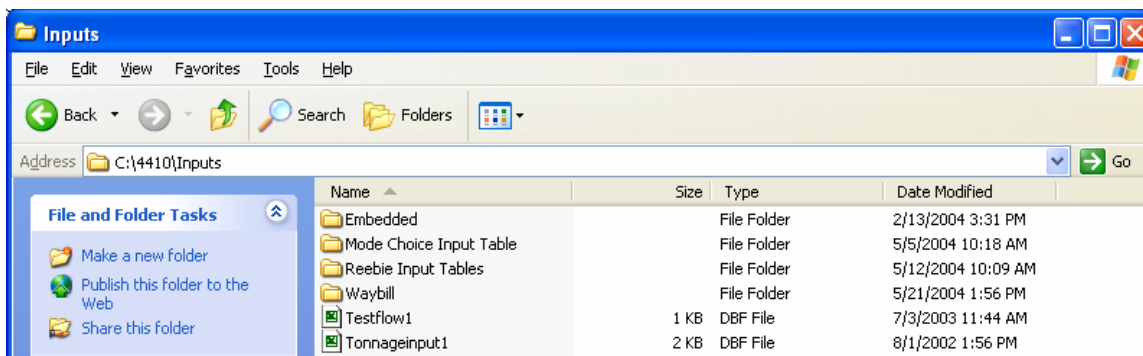 Inputs
File Edit View Favorites Tools Help
Back Search Folders
Address C:\4410\Inputs Go
File and Folder Tasks
Make a new folder
Publish this folder to the
Web
Share this folder
Name Size Type Date Modified
Embedded File Folder 2/13/2004 3:31 PM
Mode Choice Input Table File Folder 5/5/2004 10:18 AM
Reebie Input Tables File Folder 5/12/2004 10:09 AM
Waybill File Folder 5/21/2004 1:56 PM
Testflow1 1 KB DBF File 7/3/2003 11:44 AM
Tonnageinput1 2 KB DBF File 8/1/2002 1:56 PM